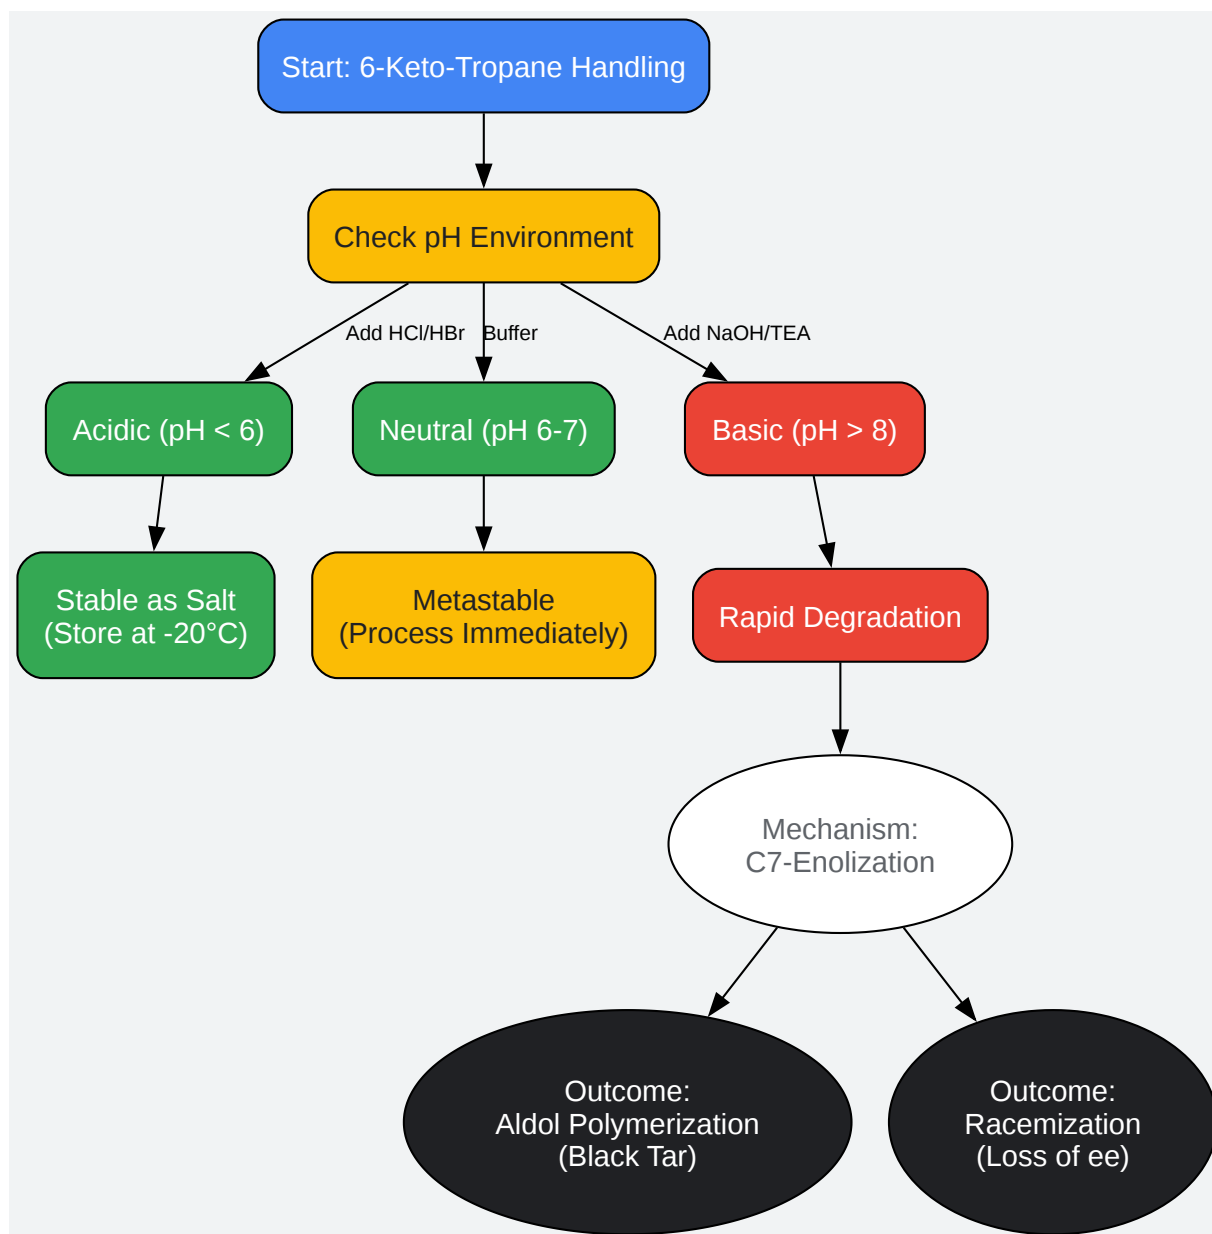 Start: 6-Keto-Tropane Handling
Check pH Environment
Add HCl/HBr
Buffer
Add NaOH/TEA
Acidic (pH < 6)
Neutral (pH 6-7)
Basic (pH > 8)
Stable as Salt
(Store at -20°C)
Metastable
(Process Immediately)
Rapid Degradation
Mechanism:
C7-Enolization
Outcome:
Aldol Polymerization
(Black Tar)
Outcome:
Racemization
(Loss of ee)